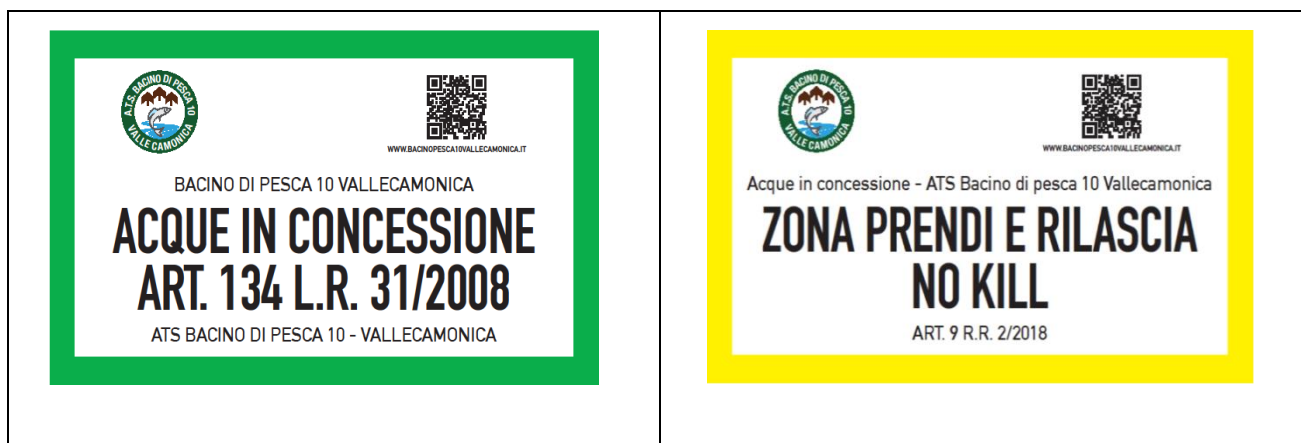 A.T.S. BACINO DI PESCA 10
VALLE CAMONICA
WWW.BACINOPESCA10VALLECAMONICA.IT
BACINO DI PESCA 10 VALLECAMONICA
ACQUE IN CONCESSIONE
ART. 134 L.R. 31/2008
ATS BACINO DI PESCA 10 - VALLECAMONICA
A.T.S. BACINO DI PESCA 10
VALLE CAMONICA
WWW.BACINOPESCA10VALLECAMONICA.IT
Acque in concessione - ATS Bacino di pesca 10 Vallecamonica
ZONA PRENDI E RILASCIA
NO KILL
ART. 9 R.R. 2/2018